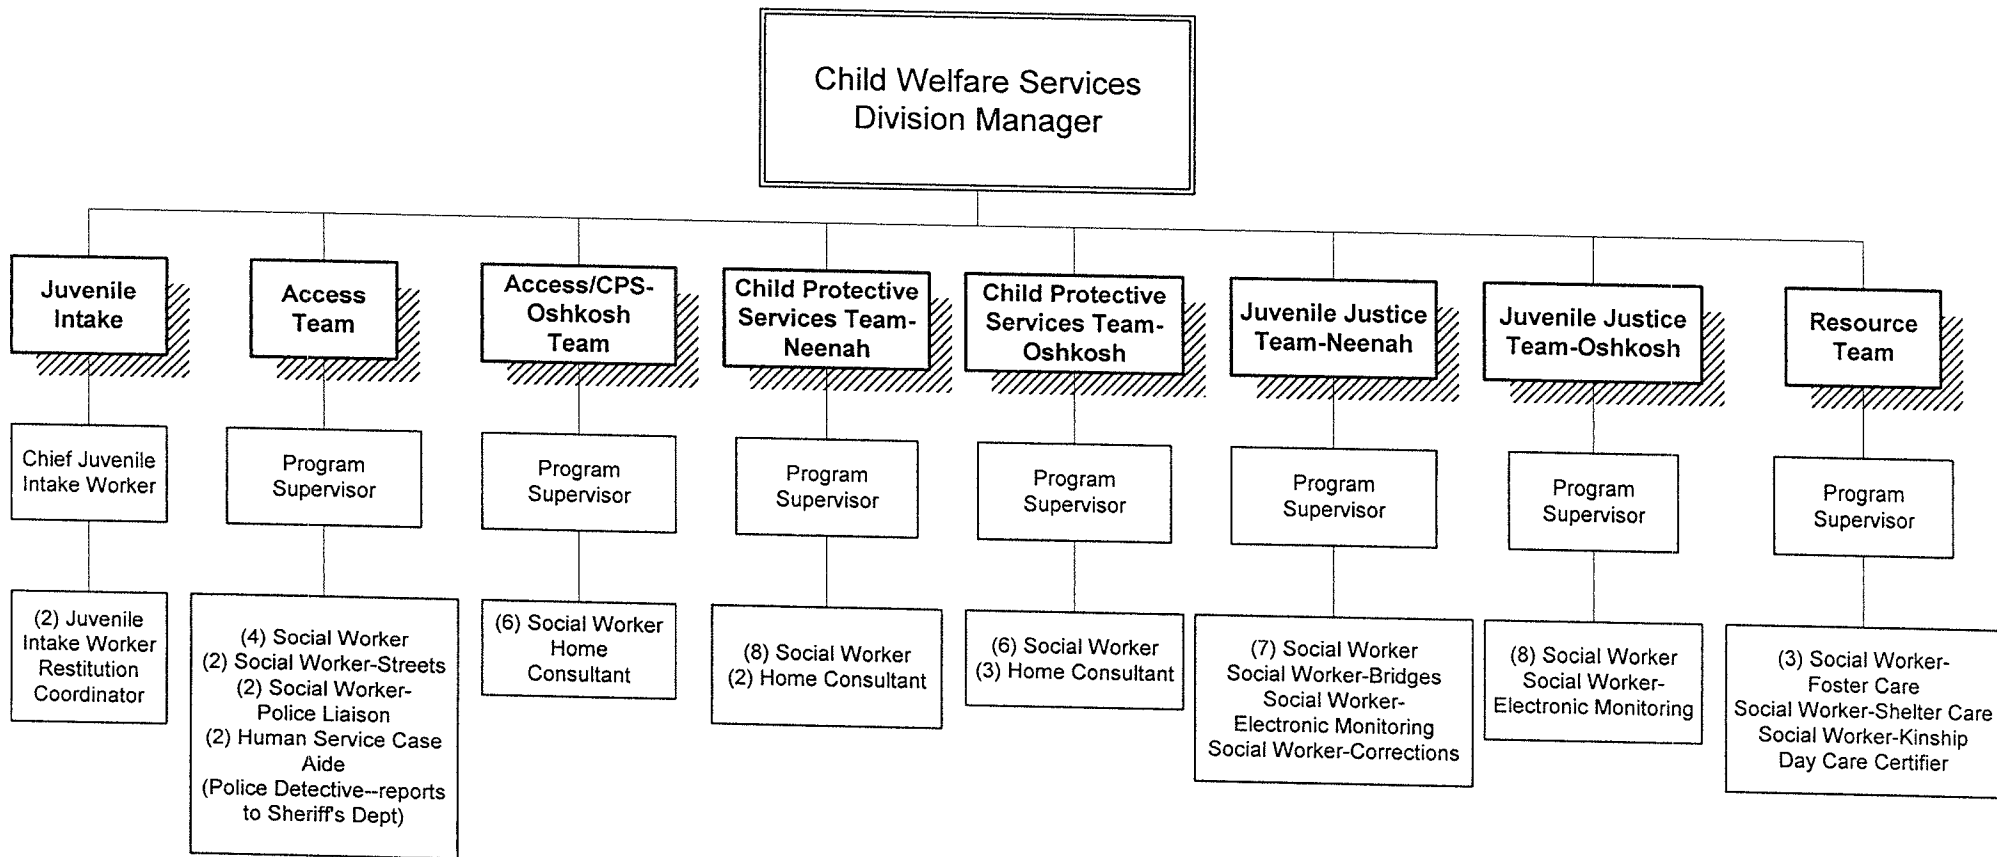 Child Welfare Services
Division Manager
Juvenile
Intake
Access
Team
Access/CPS-
Oshkosh
Team
Child Protective
Services Team-
Neenah
Child Protective
Services Team-
Oshkosh
Juvenile Justice
Team-Neenah
Juvenile Justice
Team-Oshkosh
Resource
Team
Chief Juvenile
Intake Worker
Program
Supervisor
Program
Supervisor
Program
Supervisor
Program
Supervisor
Program
Supervisor
Program
Supervisor
Program
Supervisor
(2) Juvenile
Intake Worker
Restitution
Coordinator
(4) Social Worker
(2) Social Worker-Streets
(2) Social Worker-
Police Liaison
(2) Human Service Case
Aide
(Police Detective--reports
to Sheriff's Dept)
(6) Social Worker
Home
Consultant
(8) Social Worker
(2) Home Consultant
(6) Social Worker
(3) Home Consultant
(7) Social Worker
Social Worker-Bridges
Social Worker-
Electronic Monitoring
Social Worker-Corrections
(8) Social Worker
Social Worker-
Electronic Monitoring
(3) Social Worker-
Foster Care
Social Worker-Shelter Care
Social Worker-Kinship
Day Care Certifier